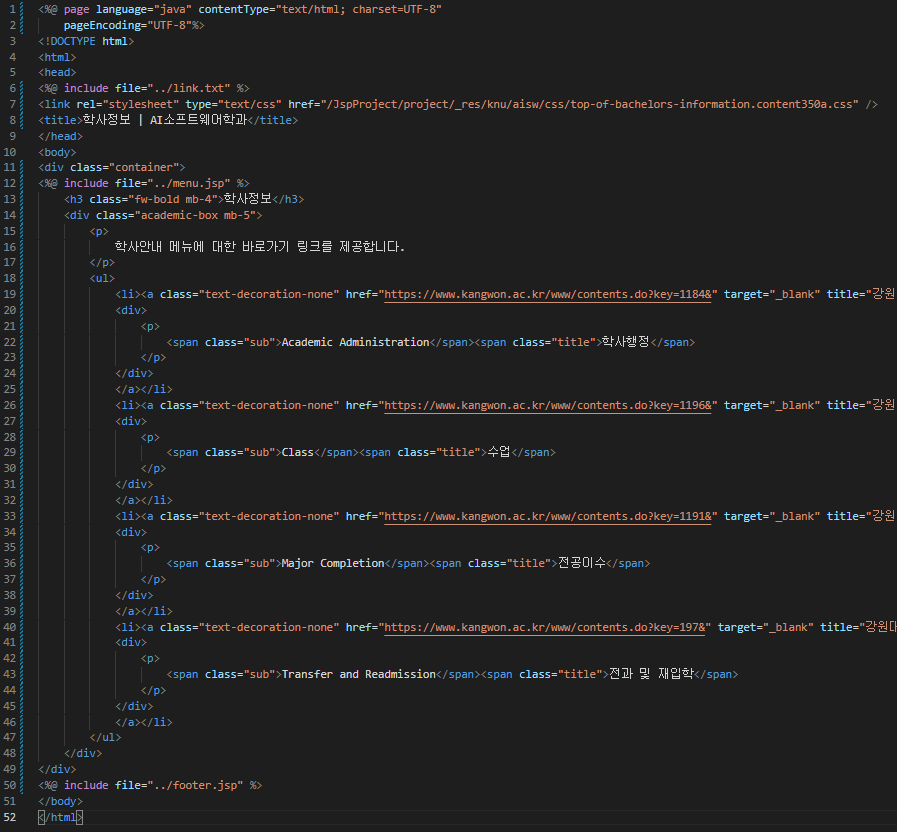 1 <%@ page language="java" contentType="text/html; charset=UTF-8"
2 pageEncoding="UTF-8"%>
3 <!DOCTYPE html>
4 <html>
5 <head>
6 <%@ include file="../link.txt" %>
7 <link rel="stylesheet" type="text/css" href="/JspProject/project/_res/knu/aisw/css/top-of-bachelors-information.content350a.css" />
8 <title>학사정보 | AI소프트웨어학과</title>
9 </head>
10 <body>
11 <div class="container">
12 <%@ include file="../menu.jsp" %>
13 <h3 class="fw-bold mb-4">학사정보</h3>
14 <div class="academic-box mb-5">
15 <p>
16 학사안내 메뉴에 대한 바로가기 링크를 제공합니다.
17 </p>
18 <ul>
19 <li><a class="text-decoration-none" href="https://www.kangwon.ac.kr/www/contents.do?key=1184&" target="_blank" title="강원
20 <div>
21 <p>
22 <span class="sub">Academic Administration</span><span class="title">학사행정</span>
23 </p>
24 </div>
25 </a></li>
26 <li><a class="text-decoration-none" href="https://www.kangwon.ac.kr/www/contents.do?key=1196&" target="_blank" title="강원
27 <div>
28 <p>
29 <span class="sub">Class</span><span class="title">수업</span>
30 </p>
31 </div>
32 </a></li>
33 <li><a class="text-decoration-none" href="https://www.kangwon.ac.kr/www/contents.do?key=1191&" target="_blank" title="강원
34 <div>
35 <p>
36 <span class="sub">Major Completion</span><span class="title">전공이수</span>
37 </p>
38 </div>
39 </a></li>
40 <li><a class="text-decoration-none" href="https://www.kangwon.ac.kr/www/contents.do?key=197&" target="_blank" title="강원대
41 <div>
42 <p>
43 <span class="sub">Transfer and Readmission</span><span class="title">전과 및 재입학</span>
44 </p>
45 </div>
46 </a></li>
47 </ul>
48 </div>
49 </div>
50 <%@ include file="../footer.jsp" %>
51 </body>
52 </html>